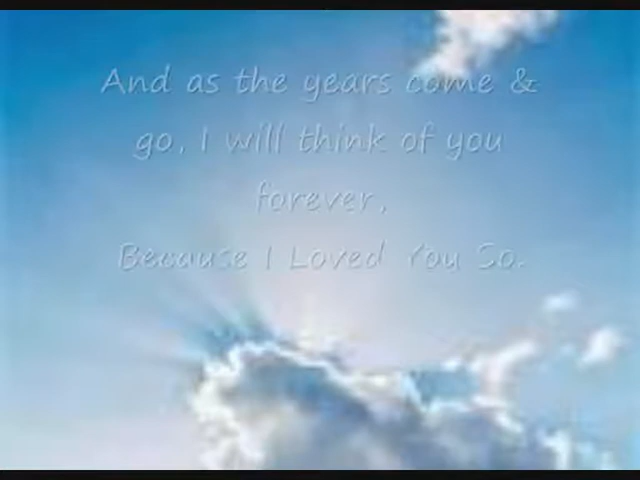 And as the years come &
go, I will think of you
forever,
Because I Loved You So.